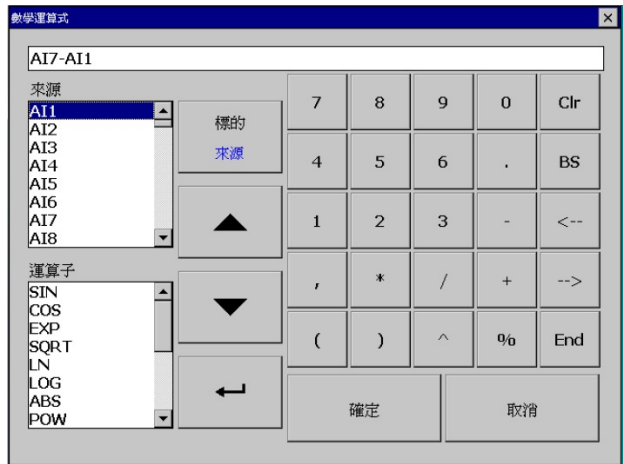 數學運算式
AI7-AI1
來源
AI1
AI2
AI3
AI4
AI5
AI6
AI7
AI8
標的
來源
運算子
SIN
COS
EXP
SQRT
LN
LOG
ABS
POW
7 8 9 0 Clr
4 5 6 . BS
1 2 3 - <--
, * / + -->
( ) ^ % End
確定 取消